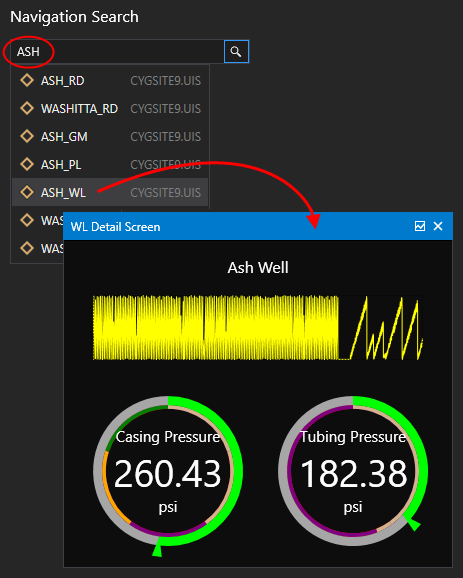 Navigation Search
ASH
ASH_RD CYGSITE9.UIS
WASHITTA_RD CYGSITE9.UIS
ASH_GM CYGSITE9.UIS
ASH_PL CYGSITE9.UIS
ASH_WL CYGSITE9.UIS
WAS
WAS
WL Detail Screen
Ash Well
Casing Pressure
260.43
psi
Tubing Pressure
182.38
psi